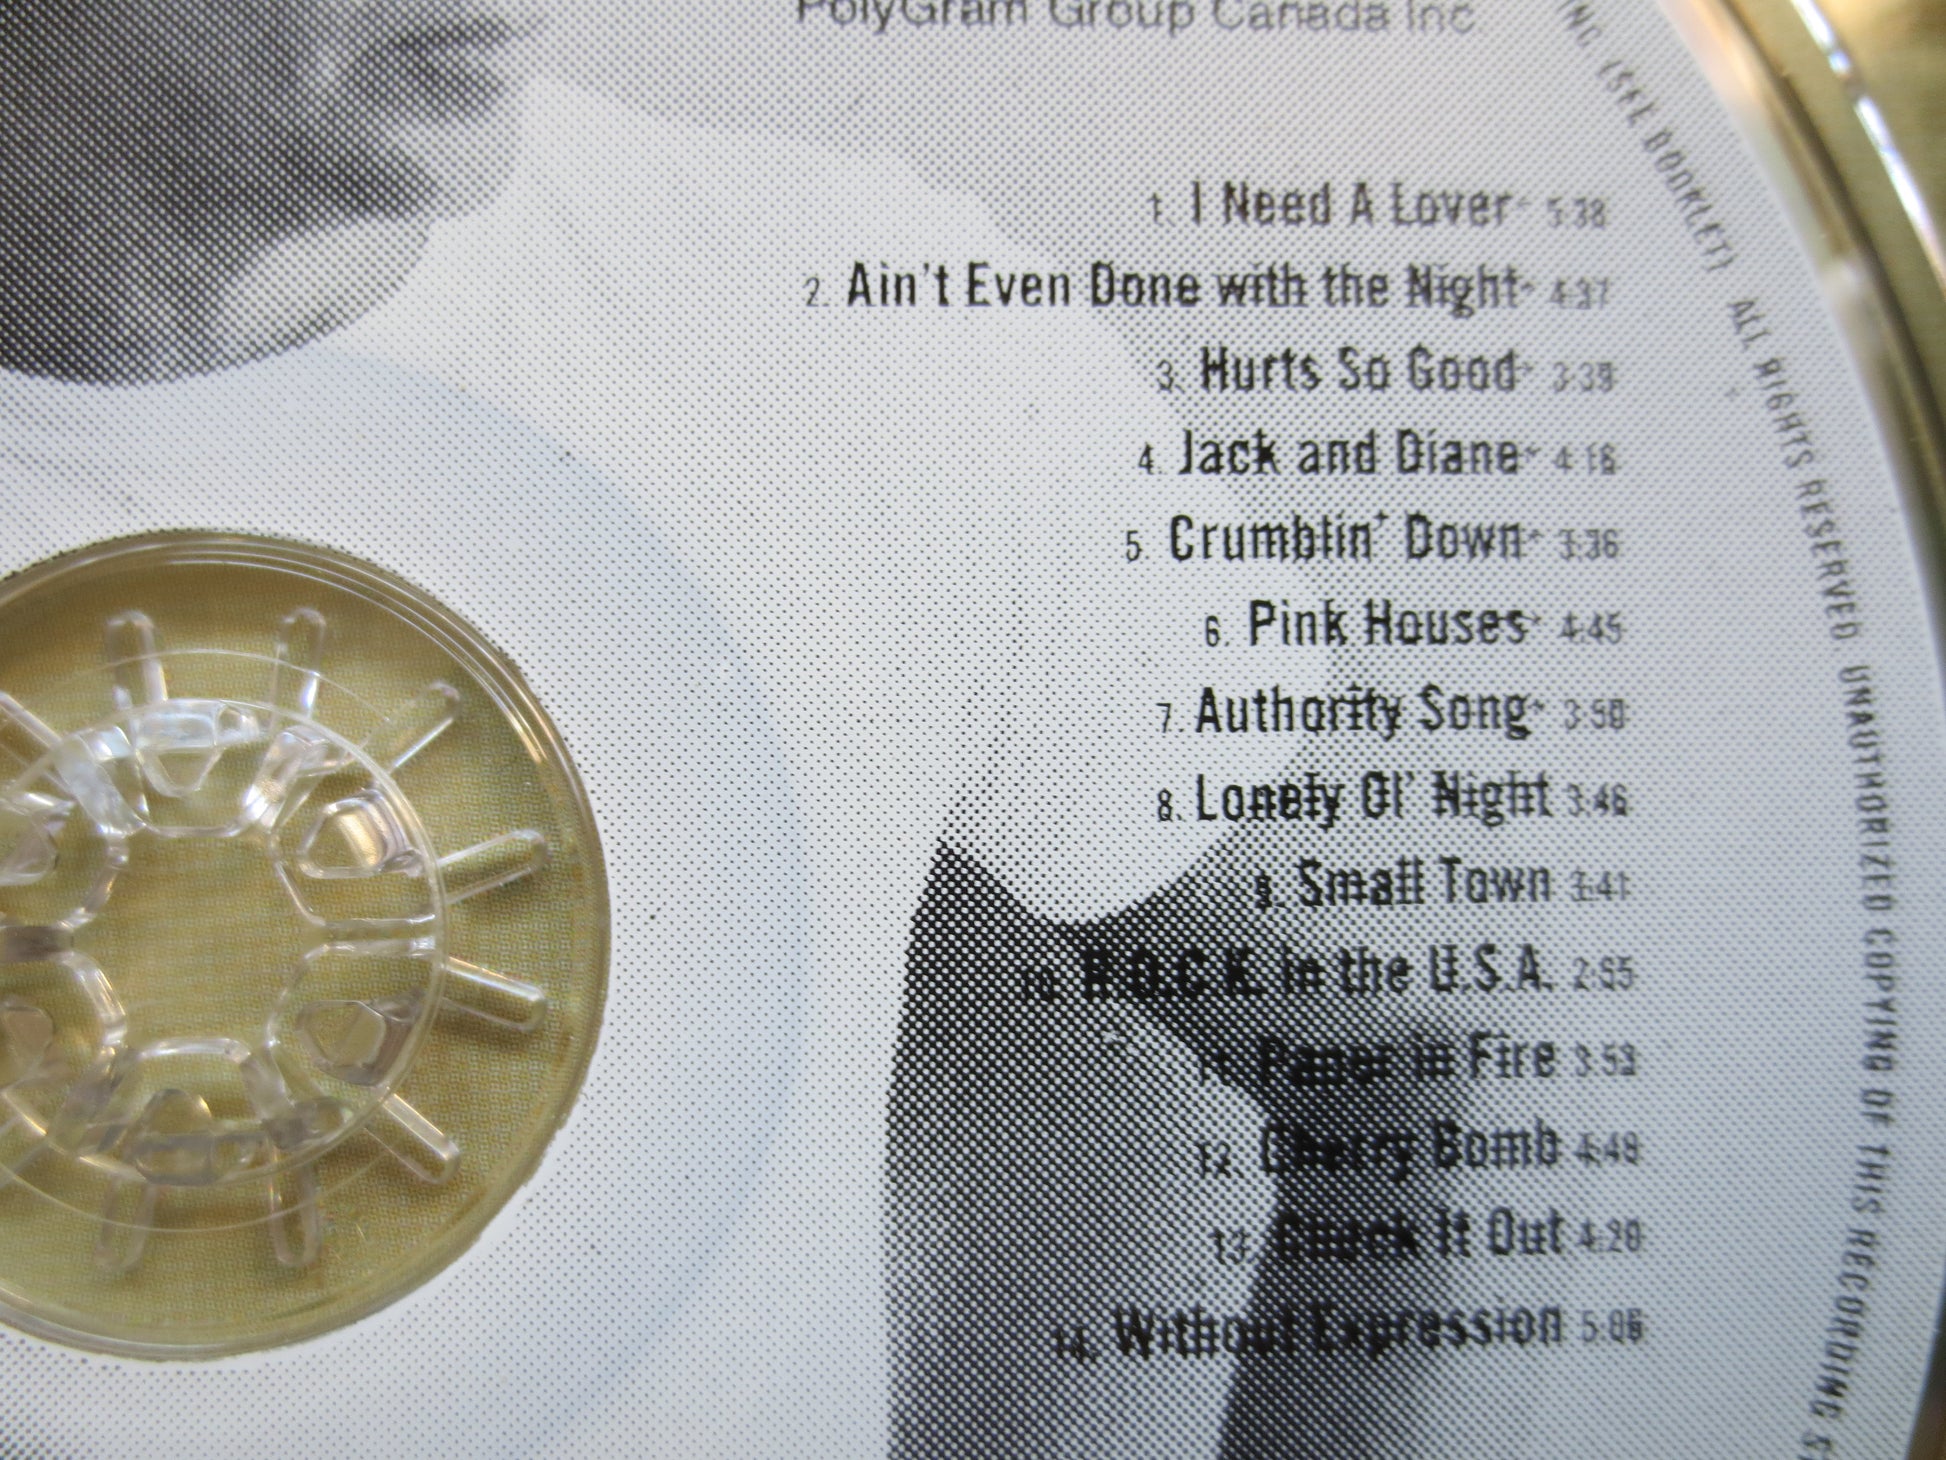 PolyGram Group Canada Inc
1. I Need A Lover* 5:38
2. Ain't Even Done with the Night* 4:37
3. Hurts So Good* 3:39
4. Jack and Diane* 4:16
5. Crumblin' Down* 3:36
6. Pink Houses* 4:45
7. Authority Song* 3:50
8. Lonely Ol' Night 3:46
9. Small Town 3:41
10. R.O.C.K. In the U.S.A. 2:55
11. Paper In Fire 3:53
12. Cherry Bomb 4:48
13. Check It Out 4:20
14. Without Expression 5:06
INC. (SEE BOOKLET) ALL RIGHTS RESERVED UNAUTHORIZED COPYING OF THIS RECORDING